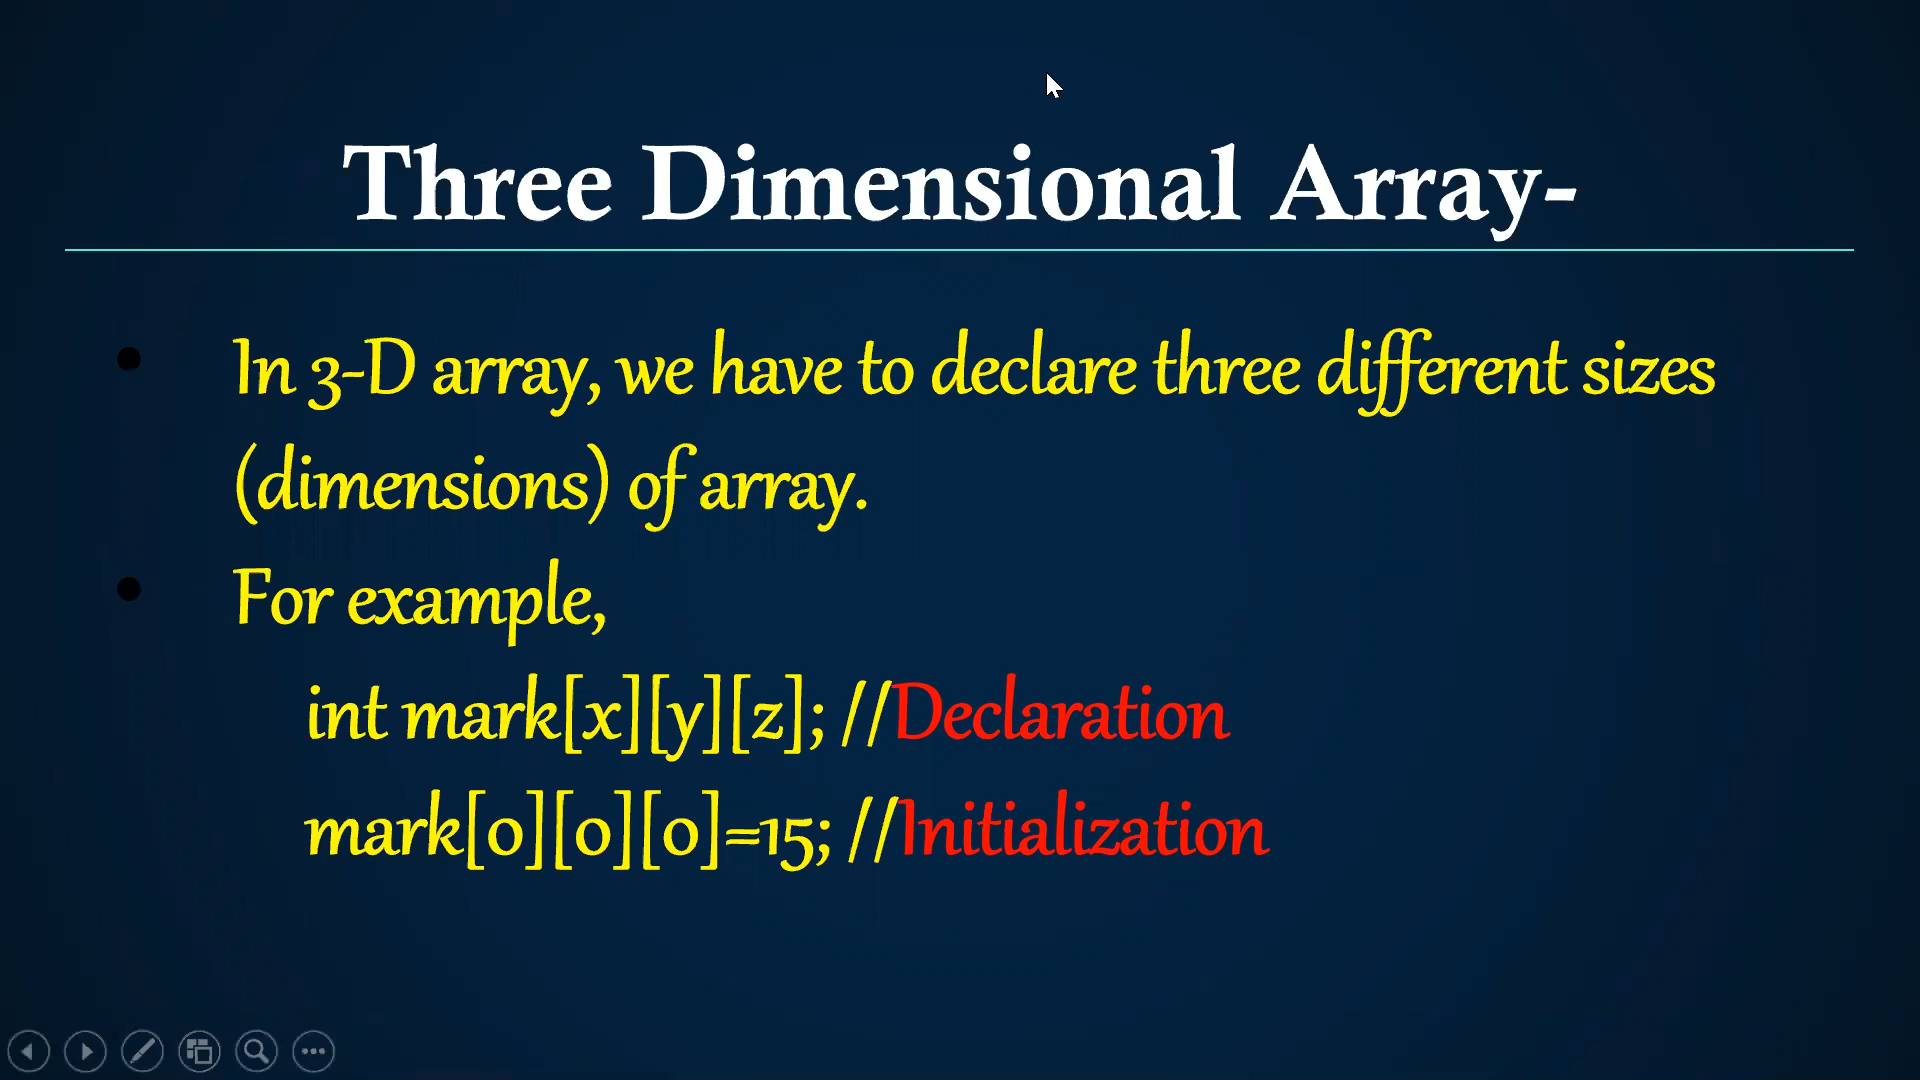 Three Dimensional Array-
• In 3-D array, we have to declare three different sizes
(dimensions) of array.
• For example,
int mark[x][y][z]; //Declaration
mark[0][0][0]=15; //Initialization